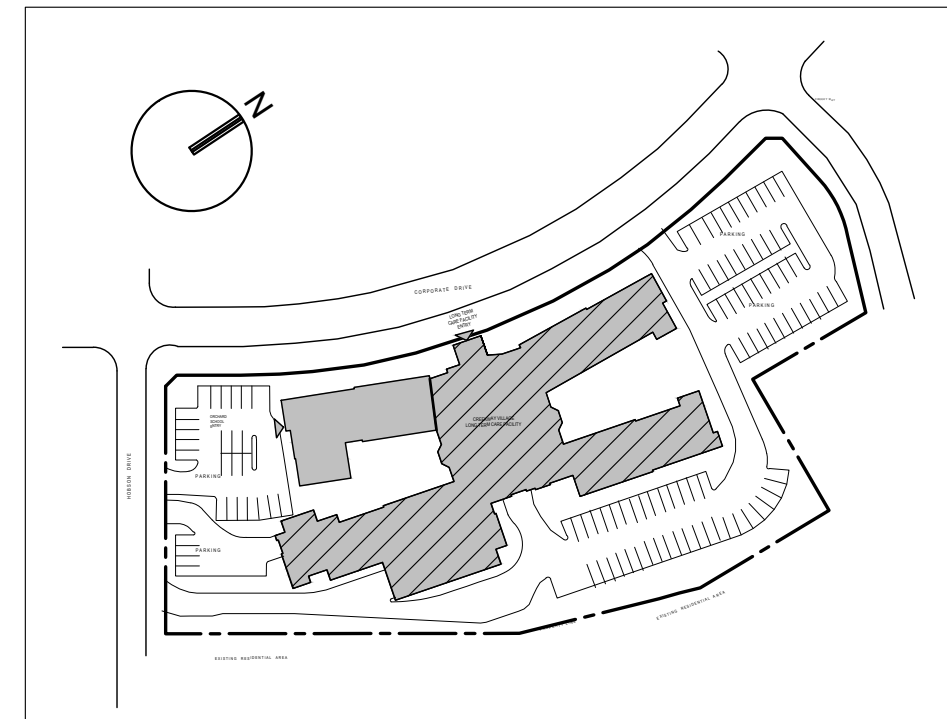 N
CORPORATE DRIVE
LONG TERM
CARE FACILITY
ENTRY
PARKING
PARKING
ORCHARD
SCHOOL
ENTRY
CREEKWAY VILLAGE
LONG TERM CARE FACILITY
HOBSON DRIVE
PARKING
PARKING
EXISTING RESIDENTIAL AREA
EXISTING RESIDENTIAL AREA